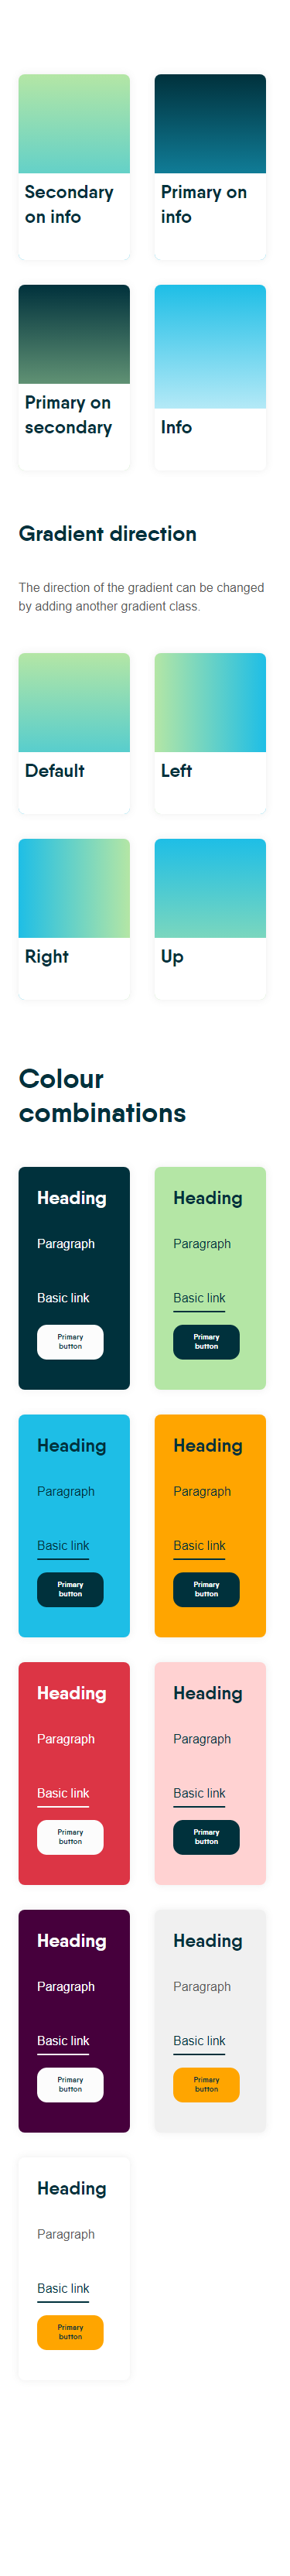 Secondary
on info
Primary on
info
Primary on
secondary
Info
Gradient direction
The direction of the gradient can be changed
by adding another gradient class.
Default
Left
Right
Up
Colour
combinations
Heading
Paragraph
Basic link
Primary
button
Heading
Paragraph
Basic link
Primary
button
Heading
Paragraph
Basic link
Primary
button
Heading
Paragraph
Basic link
Primary
button
Heading
Paragraph
Basic link
Primary
button
Heading
Paragraph
Basic link
Primary
button
Heading
Paragraph
Basic link
Primary
button
Heading
Paragraph
Basic link
Primary
button
Heading
Paragraph
Basic link
Primary
button